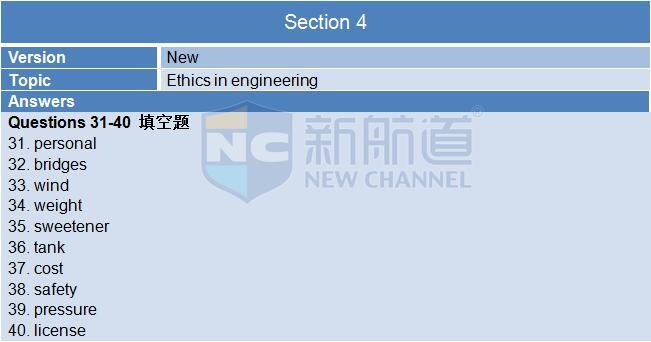 Section 4
Version New
Topic Ethics in engineering
Answers
Questions 31-40 填空题
31. personal
32. bridges
33. wind
34. weight
35. sweetener
36. tank
37. cost
38. safety
39. pressure
40. license
NC 新航道®
NEW CHANNEL